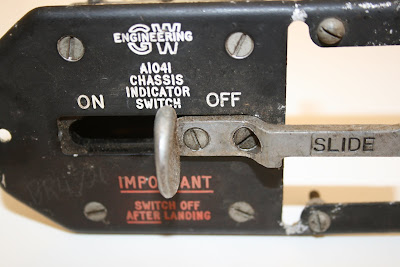 GW
ENGINEERING
A1041
CHASSIS
INDICATOR
SWITCH
ON OFF
SLIDE
IMPORTANT
SWITCH OFF
AFTER LANDING